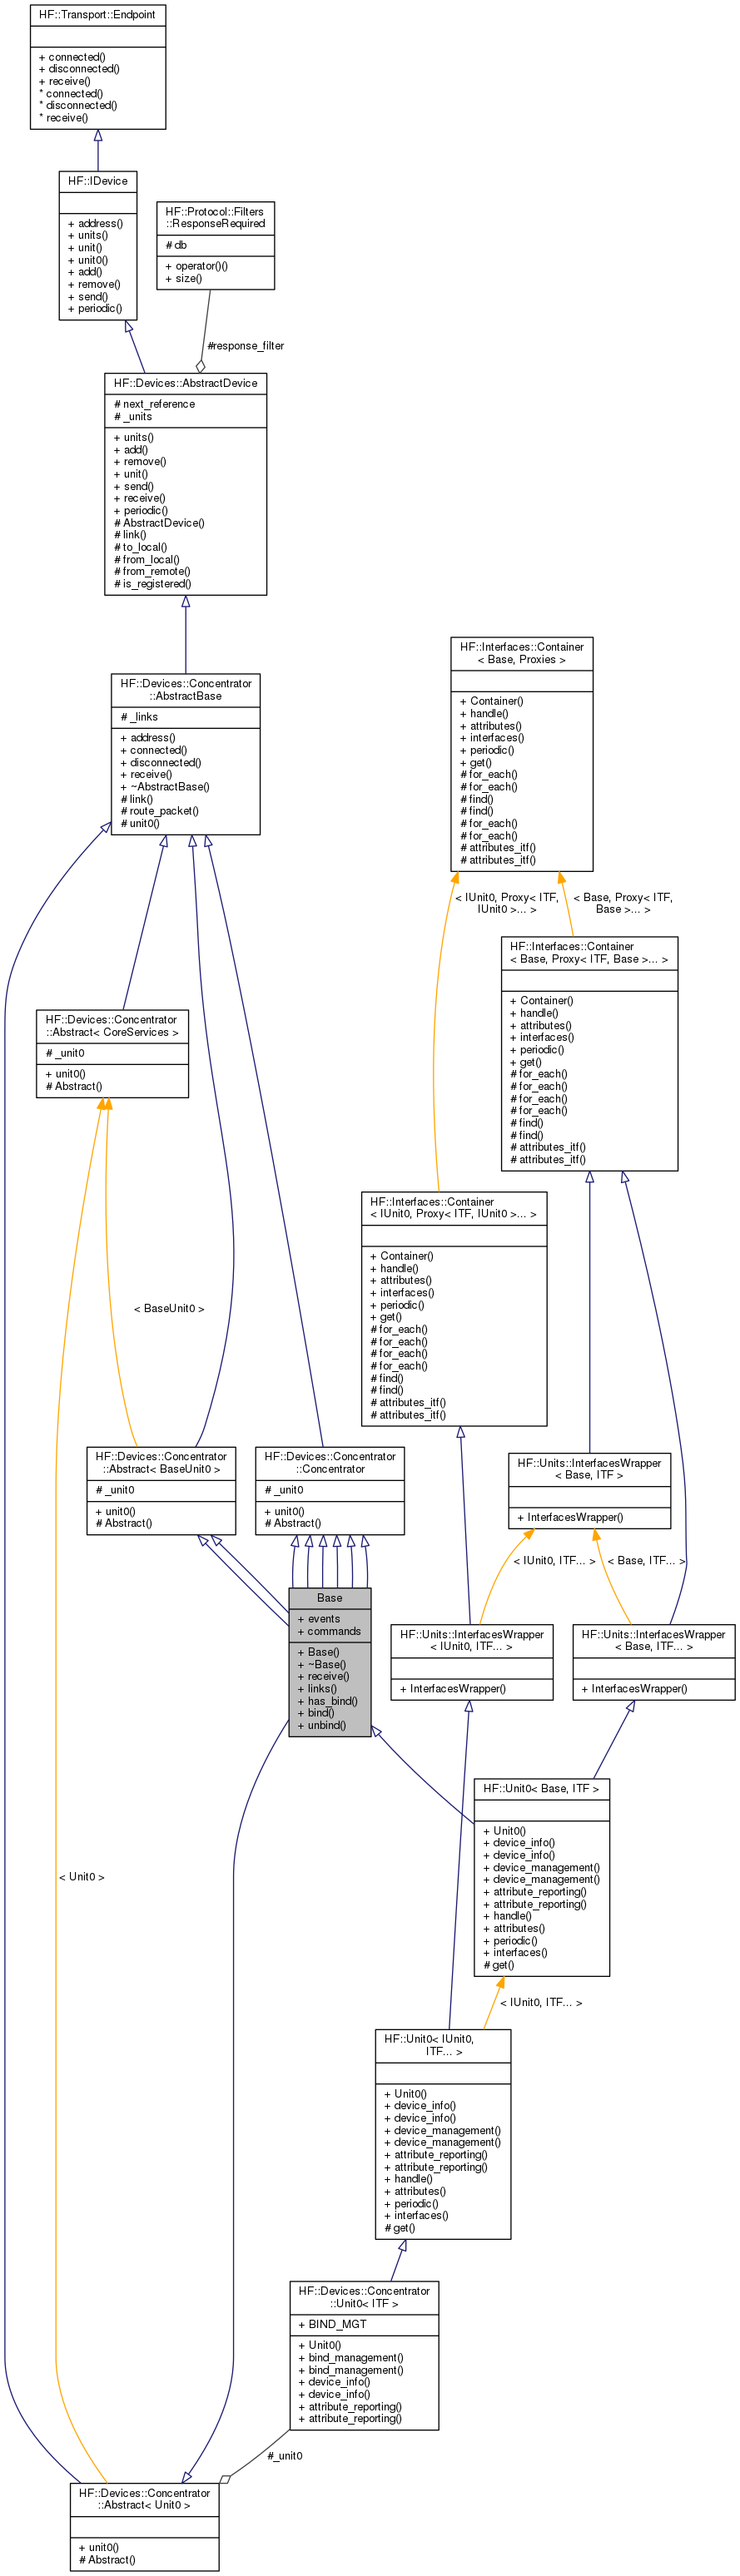 HF::Transport::Endpoint
+ connected()
+ disconnected()
+ receive()
* connected()
* disconnected()
* receive()
HF::IDevice
+ address()
+ units()
+ unit()
+ unit0()
+ add()
+ remove()
+ send()
+ periodic()
HF::Protocol::Filters
::ResponseRequired
# db
+ operator()()
+ size()
#response_filter
HF::Devices::AbstractDevice
# next_reference
# _units
+ units()
+ add()
+ remove()
+ unit()
+ send()
+ receive()
+ periodic()
# AbstractDevice()
# link()
# to_local()
# from_local()
# from_remote()
# is_registered()
HF::Devices::Concentrator
::AbstractBase
# _links
+ address()
+ connected()
+ disconnected()
+ receive()
+ ~AbstractBase()
# link()
# route_packet()
# unit0()
HF::Interfaces::Container
< Base, Proxies >
+ Container()
+ handle()
+ attributes()
+ interfaces()
+ periodic()
+ get()
# for_each()
# for_each()
# find()
# find()
# for_each()
# for_each()
# attributes_itf()
# attributes_itf()
< IUnit0, Proxy< ITF,
IUnit0 >... >
< Base, Proxy< ITF,
Base >... >
HF::Interfaces::Container
< Base, Proxy< ITF, Base >... >
+ Container()
+ handle()
+ attributes()
+ interfaces()
+ periodic()
+ get()
# for_each()
# for_each()
# for_each()
# for_each()
# find()
# find()
# attributes_itf()
# attributes_itf()
HF::Devices::Concentrator
::Abstract< CoreServices >
# _unit0
+ unit0()
# Abstract()
HF::Interfaces::Container
< IUnit0, Proxy< ITF, IUnit0 >... >
+ Container()
+ handle()
+ attributes()
+ interfaces()
+ periodic()
+ get()
# for_each()
# for_each()
# for_each()
# for_each()
# find()
# find()
# attributes_itf()
# attributes_itf()
< BaseUnit0 >
HF::Devices::Concentrator
::Abstract< BaseUnit0 >
# _unit0
+ unit0()
# Abstract()
HF::Devices::Concentrator
::Concentrator
# _unit0
+ unit0()
# Abstract()
HF::Units::InterfacesWrapper
< Base, ITF >
+ InterfacesWrapper()
< IUnit0, ITF... >
< Base, ITF... >
Base
+ events
+ commands
+ Base()
+ ~Base()
+ receive()
+ links()
+ has_bind()
+ bind()
+ unbind()
HF::Units::InterfacesWrapper
< IUnit0, ITF... >
+ InterfacesWrapper()
HF::Units::InterfacesWrapper
< Base, ITF... >
+ InterfacesWrapper()
HF::Unit0< Base, ITF >
+ Unit0()
+ device_info()
+ device_info()
+ device_management()
+ device_management()
+ attribute_reporting()
+ attribute_reporting()
+ handle()
+ attributes()
+ periodic()
+ interfaces()
# get()
< Unit0 >
< IUnit0, ITF... >
HF::Unit0< IUnit0,
ITF... >
+ Unit0()
+ device_info()
+ device_info()
+ device_management()
+ device_management()
+ attribute_reporting()
+ attribute_reporting()
+ handle()
+ attributes()
+ periodic()
+ interfaces()
# get()
HF::Devices::Concentrator
::Unit0< ITF >
+ BIND_MGT
+ Unit0()
+ bind_management()
+ bind_management()
+ device_info()
+ device_info()
+ attribute_reporting()
+ attribute_reporting()
#_unit0
HF::Devices::Concentrator
::Abstract< Unit0 >
+ unit0()
# Abstract()